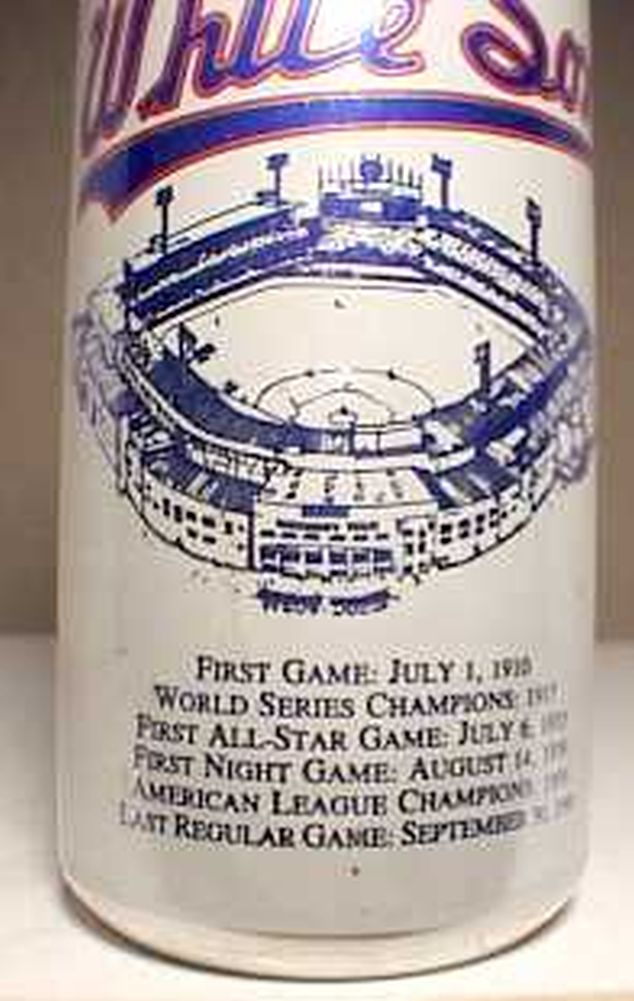 White So
FIRST GAME: JULY 1, 1910
WORLD SERIES CHAMPIONS:
FIRST ALL-STAR GAME: JULY 6,
FIRST NIGHT GAME: AUGUST 14,
AMERICAN LEAGUE CHAMPIONS:
LAST REGULAR GAME: SEPTEMBER